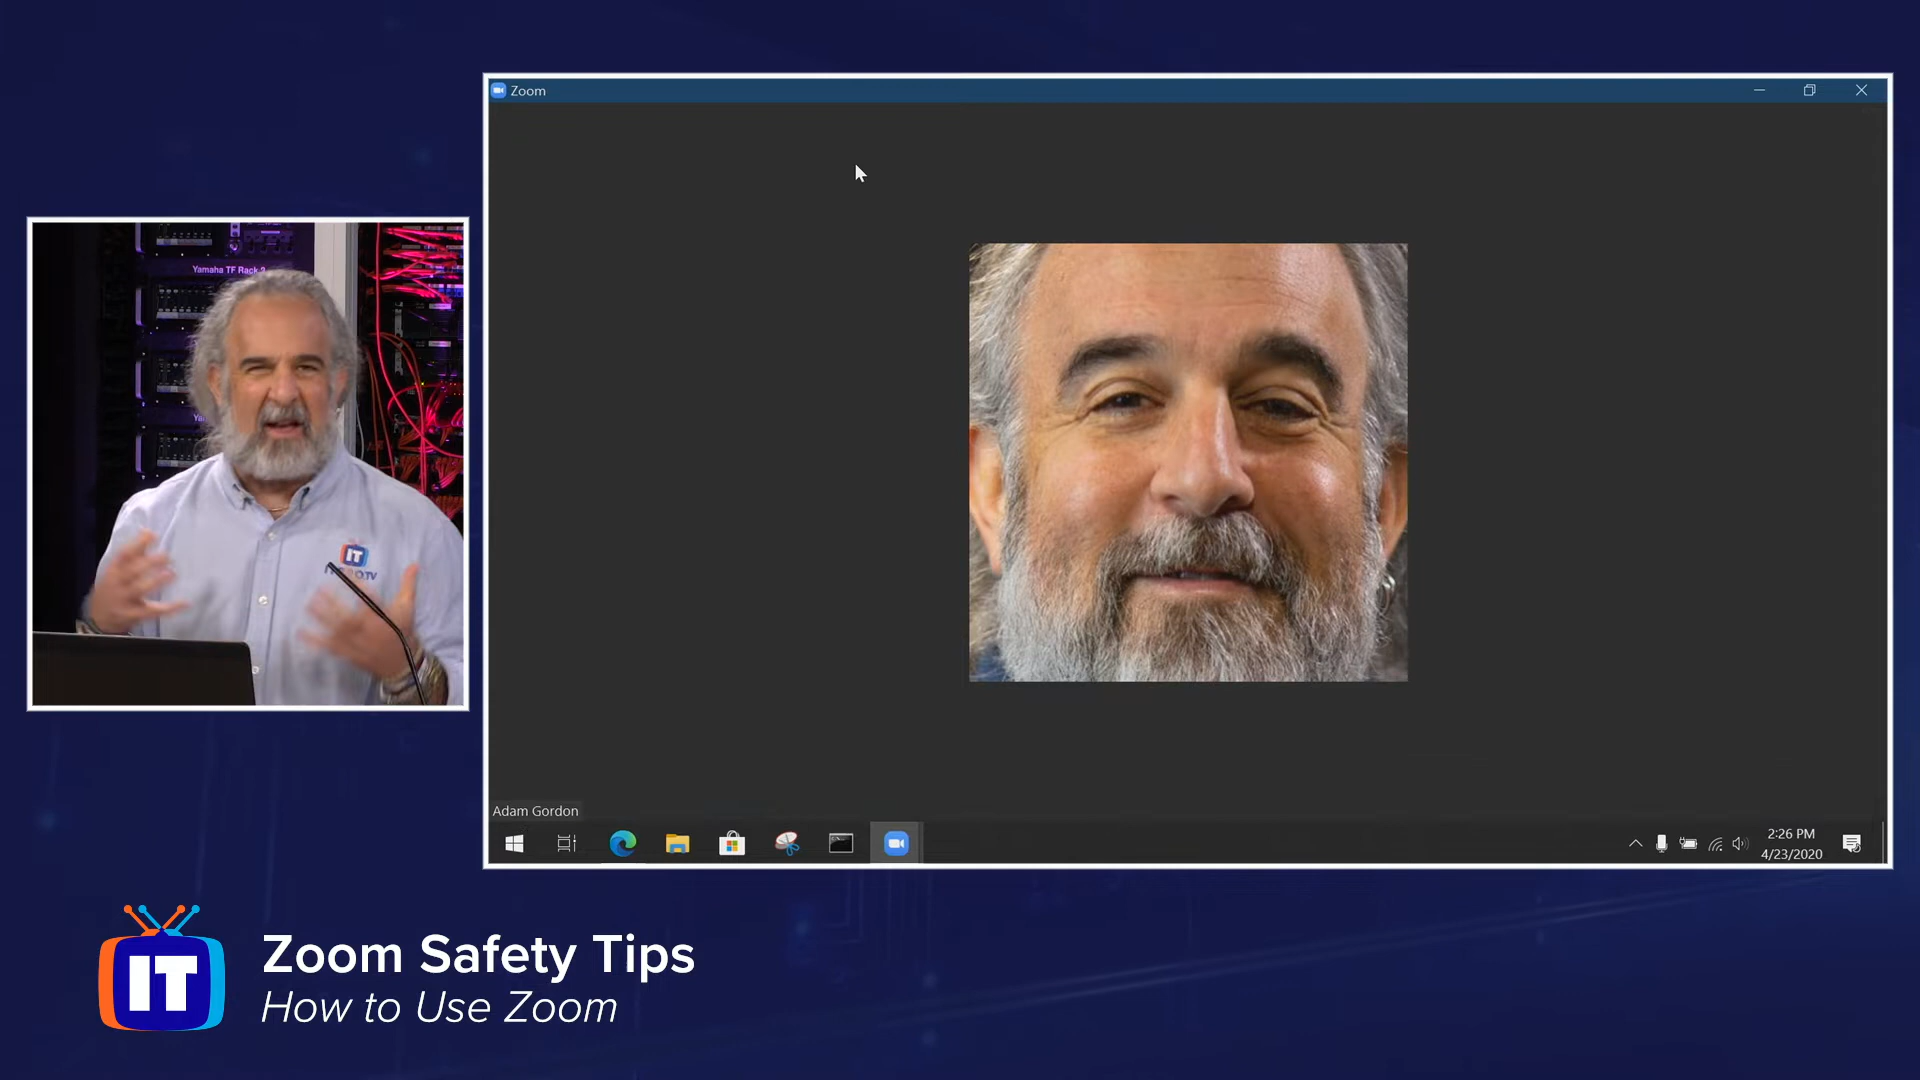 Zoom
Yamaha TF Rack 2
IT
Adam Gordon
2:26 PM
4/23/2020
IT
Zoom Safety Tips
How to Use Zoom